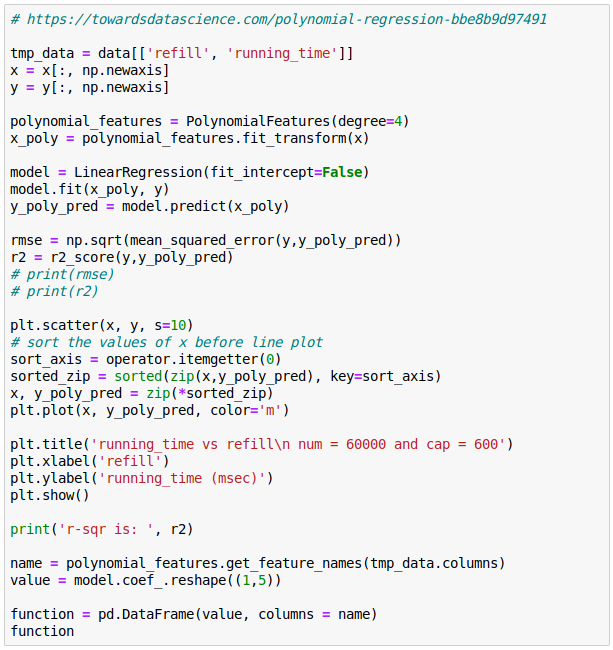 # https://towardsdatascience.com/polynomial-regression-bbe8b9d97491
tmp_data = data[['refill', 'running_time']]
x = x[:, np.newaxis]
y = y[:, np.newaxis]
polynomial_features = PolynomialFeatures(degree=4)
x_poly = polynomial_features.fit_transform(x)
model = LinearRegression(fit_intercept=False)
model.fit(x_poly, y)
y_poly_pred = model.predict(x_poly)
rmse = np.sqrt(mean_squared_error(y,y_poly_pred))
r2 = r2_score(y,y_poly_pred)
# print(rmse)
# print(r2)
plt.scatter(x, y, s=10)
# sort the values of x before line plot
sort_axis = operator.itemgetter(0)
sorted_zip = sorted(zip(x,y_poly_pred), key=sort_axis)
x, y_poly_pred = zip(*sorted_zip)
plt.plot(x, y_poly_pred, color='m')
plt.title('running_time vs refill\n num = 60000 and cap = 600')
plt.xlabel('refill')
plt.ylabel('running_time (msec)')
plt.show()
print('r-sqr is: ', r2)
name = polynomial_features.get_feature_names(tmp_data.columns)
value = model.coef_.reshape((1,5))
function = pd.DataFrame(value, columns = name)
function